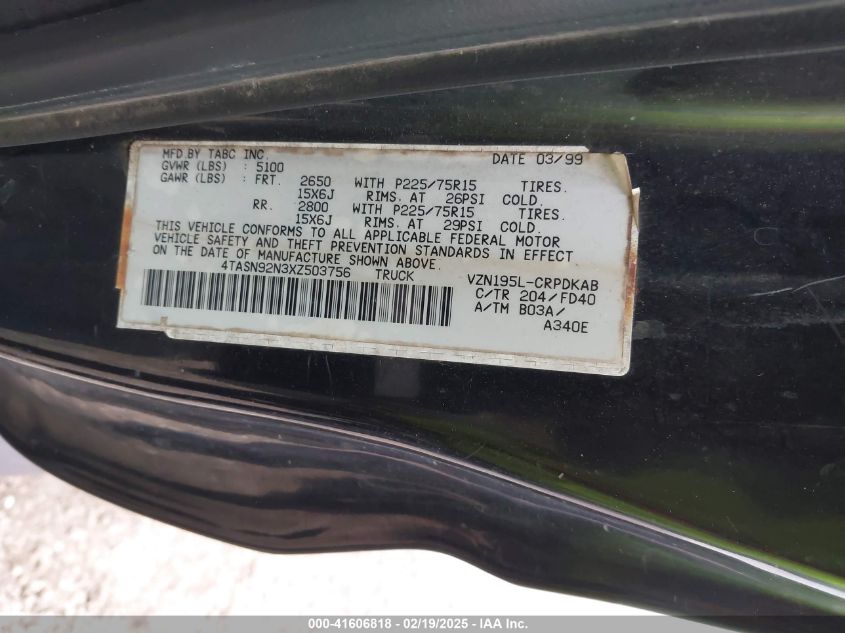 MFD BY TABC INC DATE 03/99
GVWR (LBS) : 5100
GAWR (LBS) : FRT. 2650 WITH P225/75R15 TIRES.
15X6J RIMS. AT 26PSI COLD.
RR. 2800 WITH P225/75R15 TIRES.
15X6J RIMS. AT 29PSI COLD.
THIS VEHICLE CONFORMS TO ALL APPLICABLE FEDERAL MOTOR
VEHICLE SAFETY AND THEFT PREVENTION STANDARDS IN EFFECT
ON THE DATE OF MANUFACTURE SHOWN ABOVE.
4TASN92N3XZ503756 TRUCK VZN195L-CRPDKAB
C/TR 204/FD40
A/TM B03A/
A340E
000-41606818 - 02/19/2025 - IAA Inc.